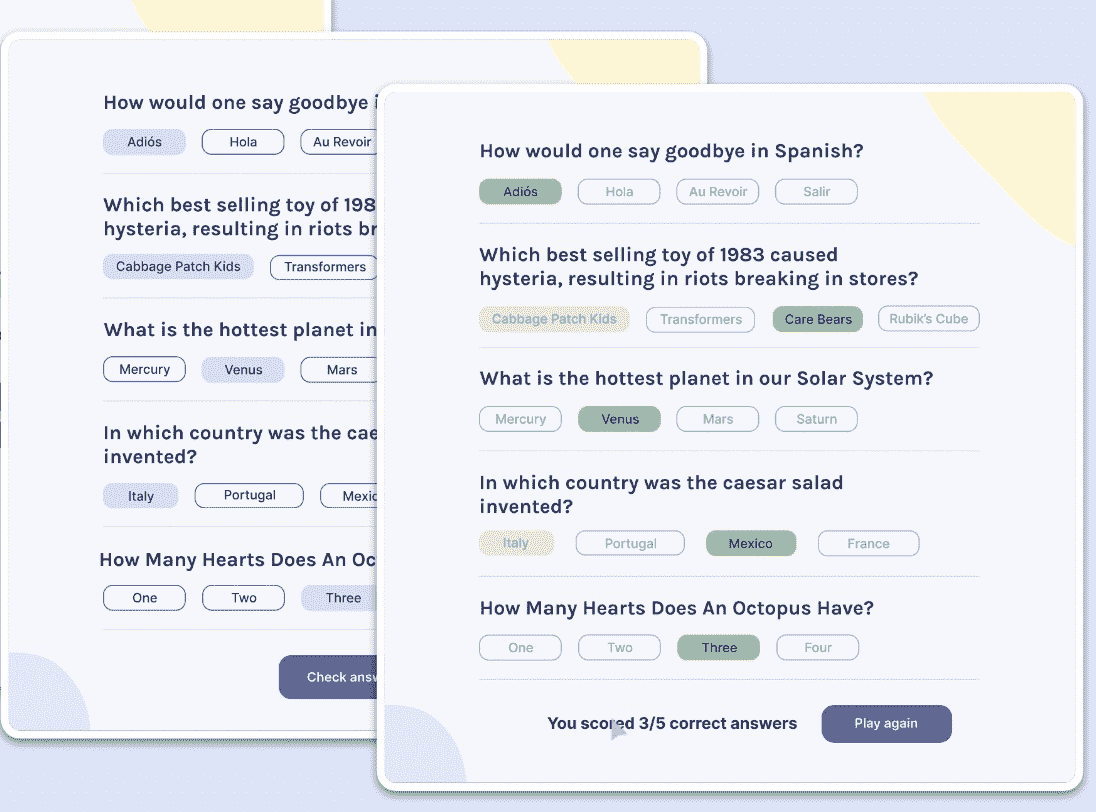 How would one say goodbye i
Adiós Hola Au Revoir
Which best selling toy of 198
hysteria, resulting in riots br
Cabbage Patch Kids Transformers
What is the hottest planet in
Mercury Venus Mars
In which country was the cae
invented?
Italy Portugal Mexic
How Many Hearts Does An Oc
One Two Three
Check answ
How would one say goodbye in Spanish?
Adiós Hola Au Revoir Salir
Which best selling toy of 1983 caused
hysteria, resulting in riots breaking in stores?
Cabbage Patch Kids Transformers Care Bears Rubik's Cube
What is the hottest planet in our Solar System?
Mercury Venus Mars Saturn
In which country was the caesar salad
invented?
Italy Portugal Mexico France
How Many Hearts Does An Octopus Have?
One Two Three Four
You scored 3/5 correct answers Play again